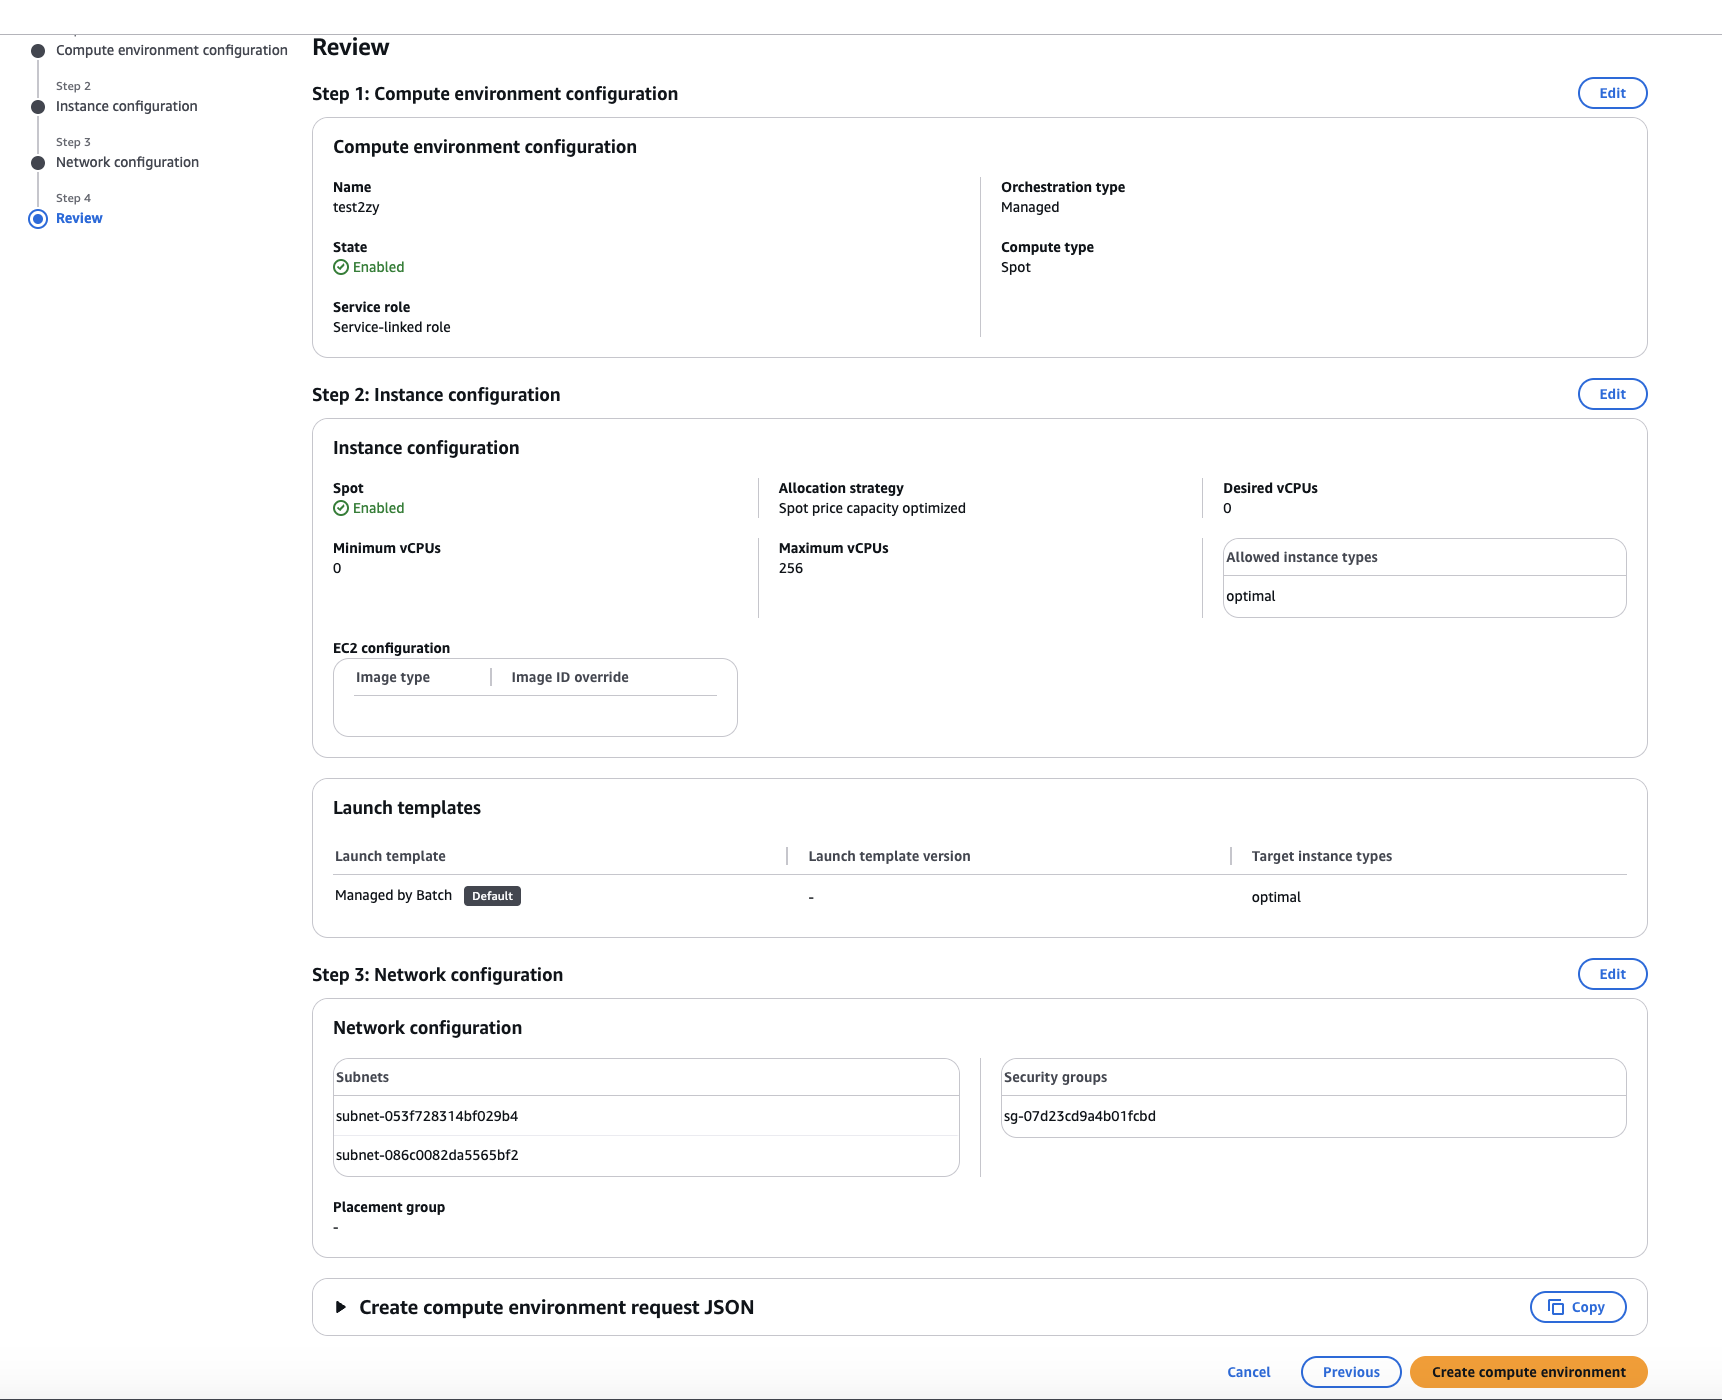 Compute environment configuration
Step 2
Instance configuration
Step 3
Network configuration
Step 4
Review
Review
Step 1: Compute environment configuration
Edit
Compute environment configuration
Name
test2zy
Orchestration type
Managed
State
Enabled
Compute type
Spot
Service role
Service-linked role
Step 2: Instance configuration
Edit
Instance configuration
Spot
Enabled
Allocation strategy
Spot price capacity optimized
Desired vCPUs
0
Minimum vCPUs
0
Maximum vCPUs
256
Allowed instance types
optimal
EC2 configuration
Image type
Image ID override
Launch templates
Launch template
Launch template version
Target instance types
Managed by Batch Default
-
optimal
Step 3: Network configuration
Edit
Network configuration
Subnets
subnet-053f728314bf029b4
subnet-086c0082da5565bf2
Security groups
sg-07d23cd9a4b01fcbd
Placement group
-
Create compute environment request JSON
Copy
Cancel
Previous
Create compute environment